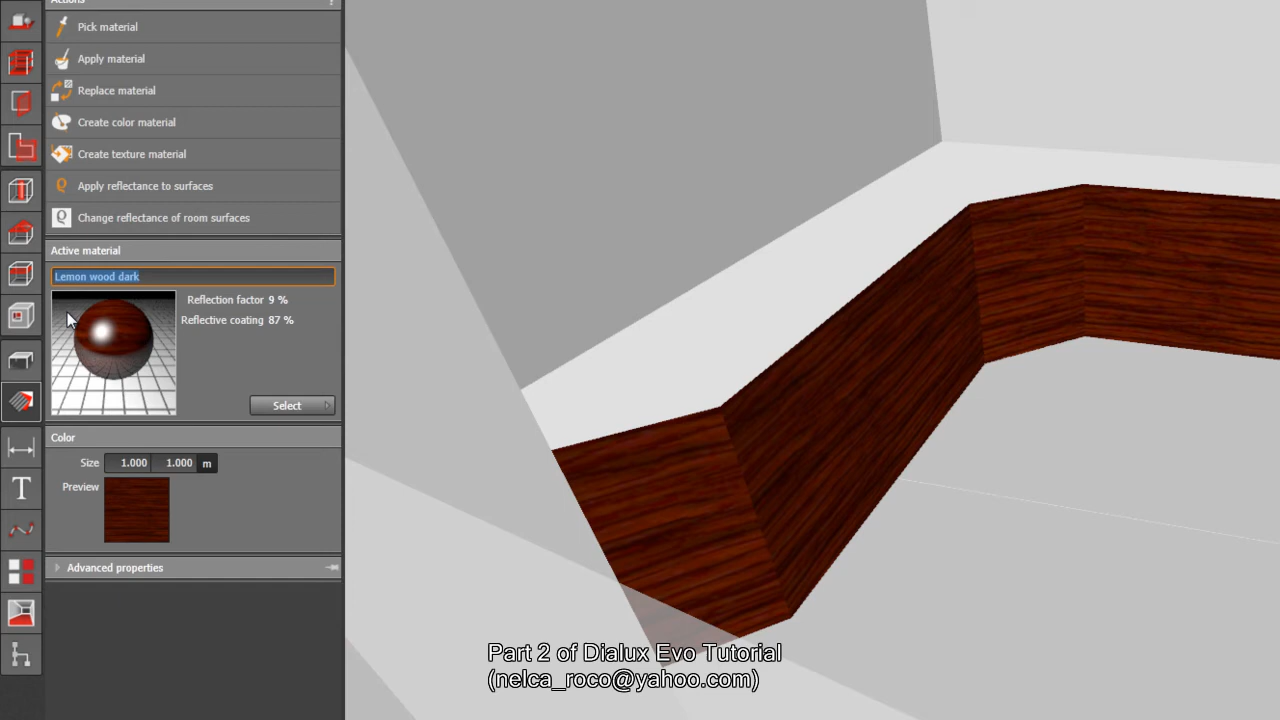 Actions ?
Pick material
Apply material
Replace material
Create color material
Create texture material
Apply reflectance to surfaces
Change reflectance of room surfaces
Active material
Lemon wood dark
Reflection factor 9 %
Reflective coating 87 %
Select
Color
Size 1.000 1.000 m
Preview
Advanced properties
T
Part 2 of Dialux Evo Tutorial
(nelca_roco@yahoo.com)